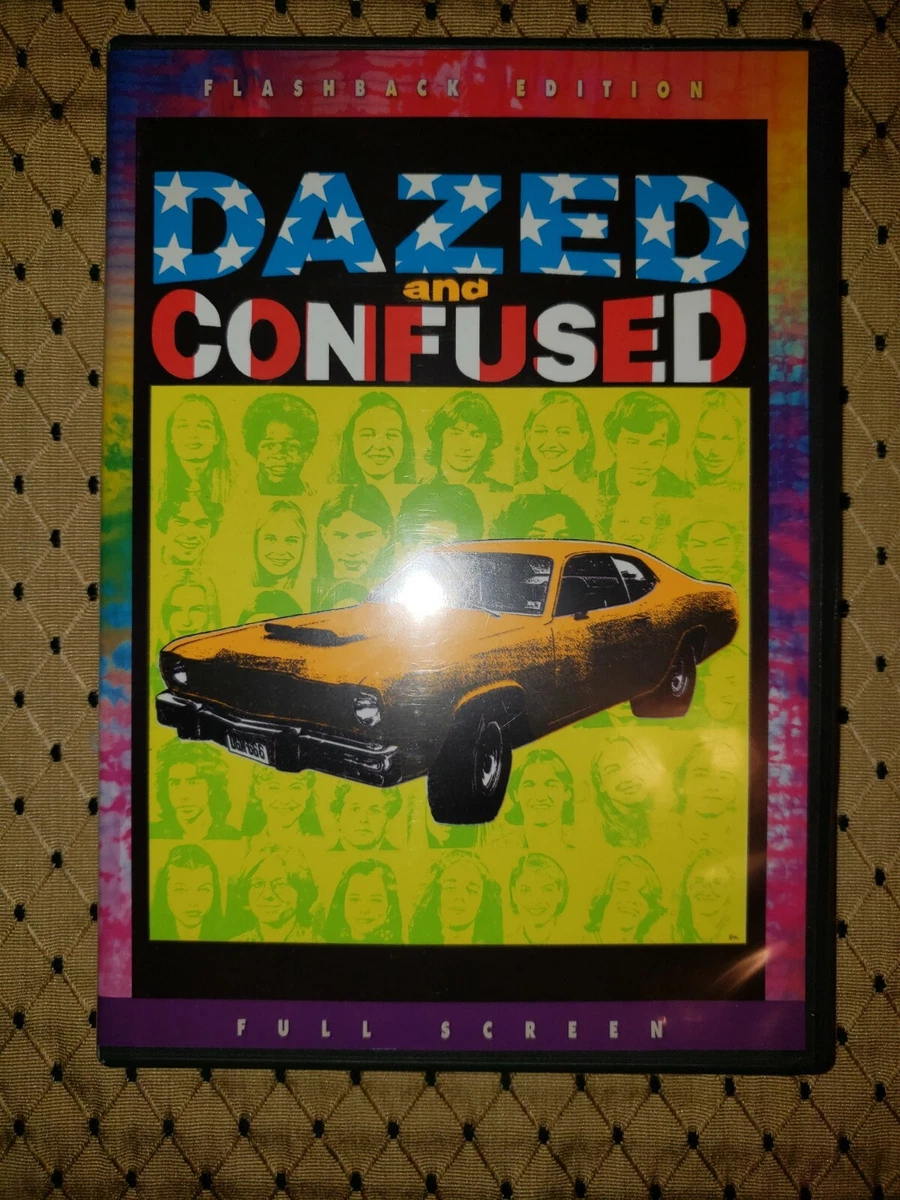 FLASHBACK EDITION
DAZED
and
CONFUSED
FULL SCREEN